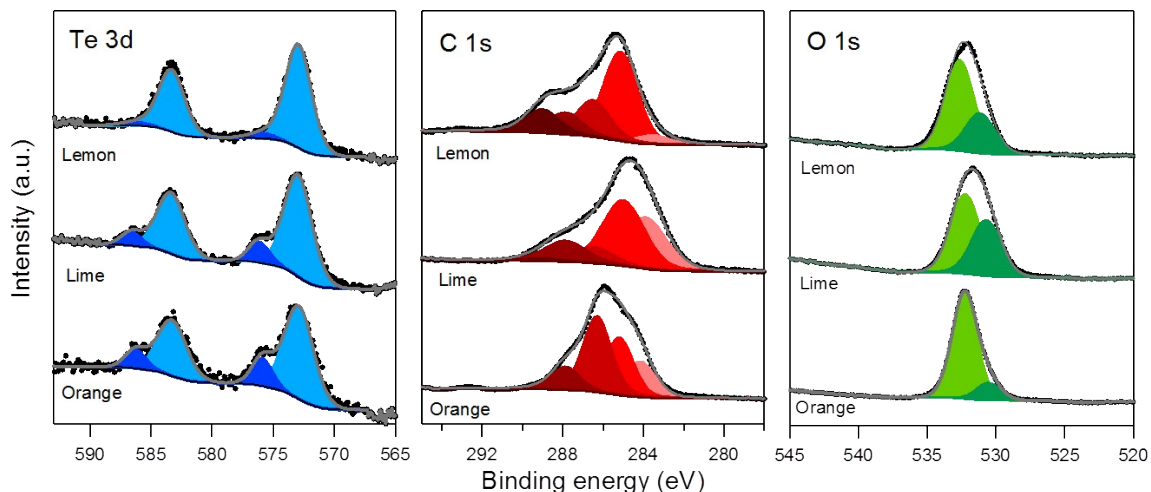 Te 3d
C 1s
O 1s
Lemon
Lemon
Lemon
Lime
Lime
Lime
Orange
Orange
Orange
Intensity (a.u.)
590 585 580 575 570 565
292 288 284 280
545 540 535 530 525 520
Binding energy (eV)